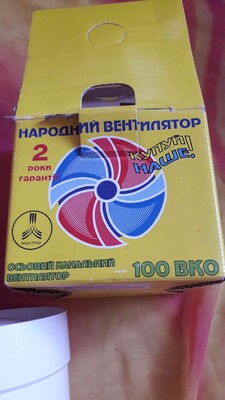 НАРОДНИЙ ВЕНТИЛЯТОР
2
роки
гарант
КУПУЙ
НАШЕ!
ОСЬОВИЙ КАНАЛЬНИЙ
ВЕНТИЛЯТОР
100 ВКО